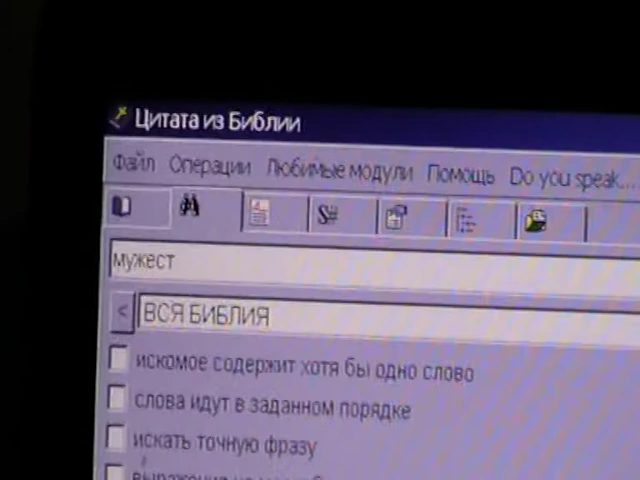 Цитата из Библии
Файл Операции Любимые модули Помощь Do you speak...
S#
мужест
<
ВСЯ БИБЛИЯ
искомое содержит хотя бы одно слово
слова идут в заданном порядке
искать точную фразу